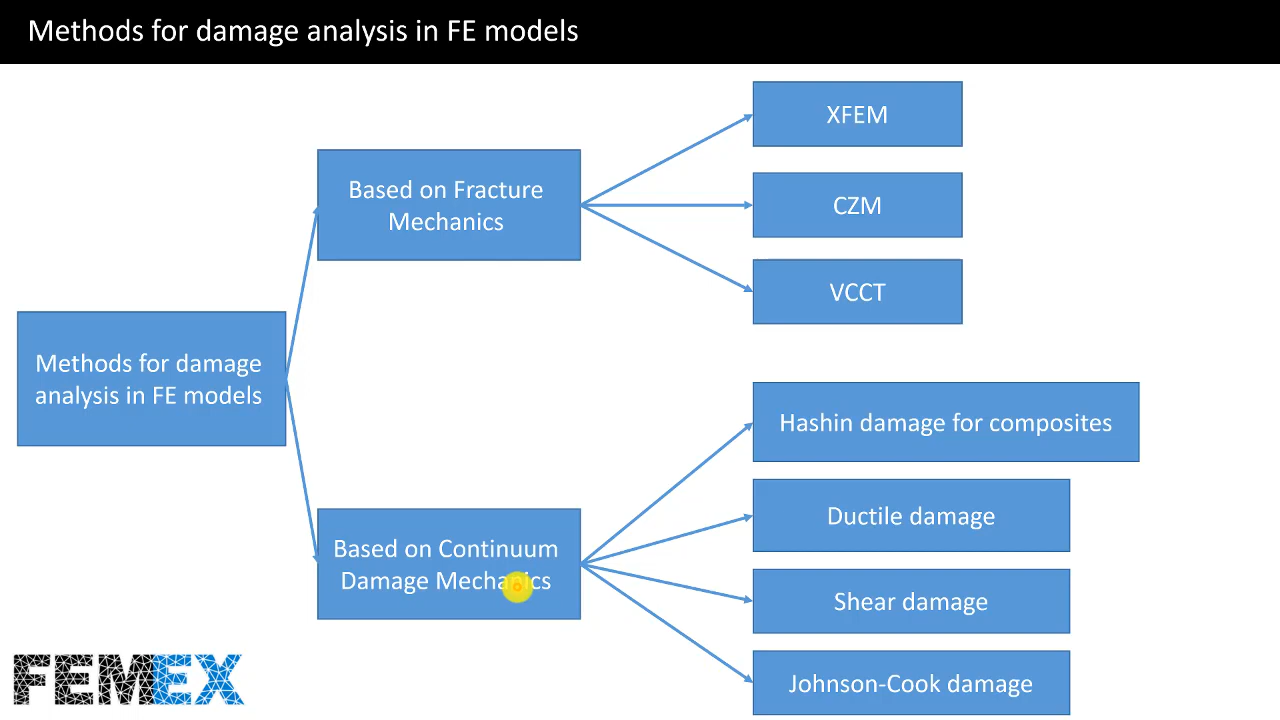 Methods for damage analysis in FE models
XFEM
Based on Fracture
Mechanics
CZM
VCCT
Methods for damage
analysis in FE models
Hashin damage for composites
Ductile damage
Based on Continuum
Damage Mechanics
Shear damage
Johnson-Cook damage
FEMEX